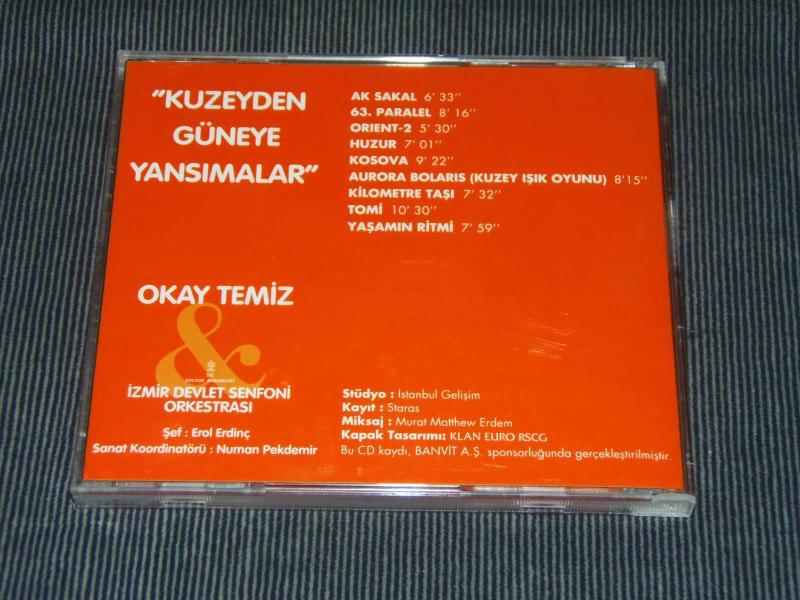 "KUZEYDEN
GÜNEYE
YANSIMALAR"
AK SAKAL 6' 33''
63. PARALEL 8' 16''
ORIENT-2 5' 30''
HUZUR 7' 01''
KOSOVA 9' 22''
AURORA BOLARIS (KUZEY IŞIK OYUNU) 8'15''
KİLOMETRE TAŞI 7' 32''
TOMİ 10' 30''
YAŞAMIN RİTMİ 7' 59''
OKAY TEMİZ
&
İZMİR DEVLET SENFONİ
ORKESTRASI
Şef : Erol Erdinç
Sanat Koordinatörü : Numan Pekdemir
Stüdyo : İstanbul Gelişim
Kayıt : Staras
Miksaj : Murat Matthew Erdem
Kapak Tasarımı: KLAN EURO RSCG
Bu CD kaydı, BANVİT A.Ş. sponsorluğunda gerçekleştirilmiştir.